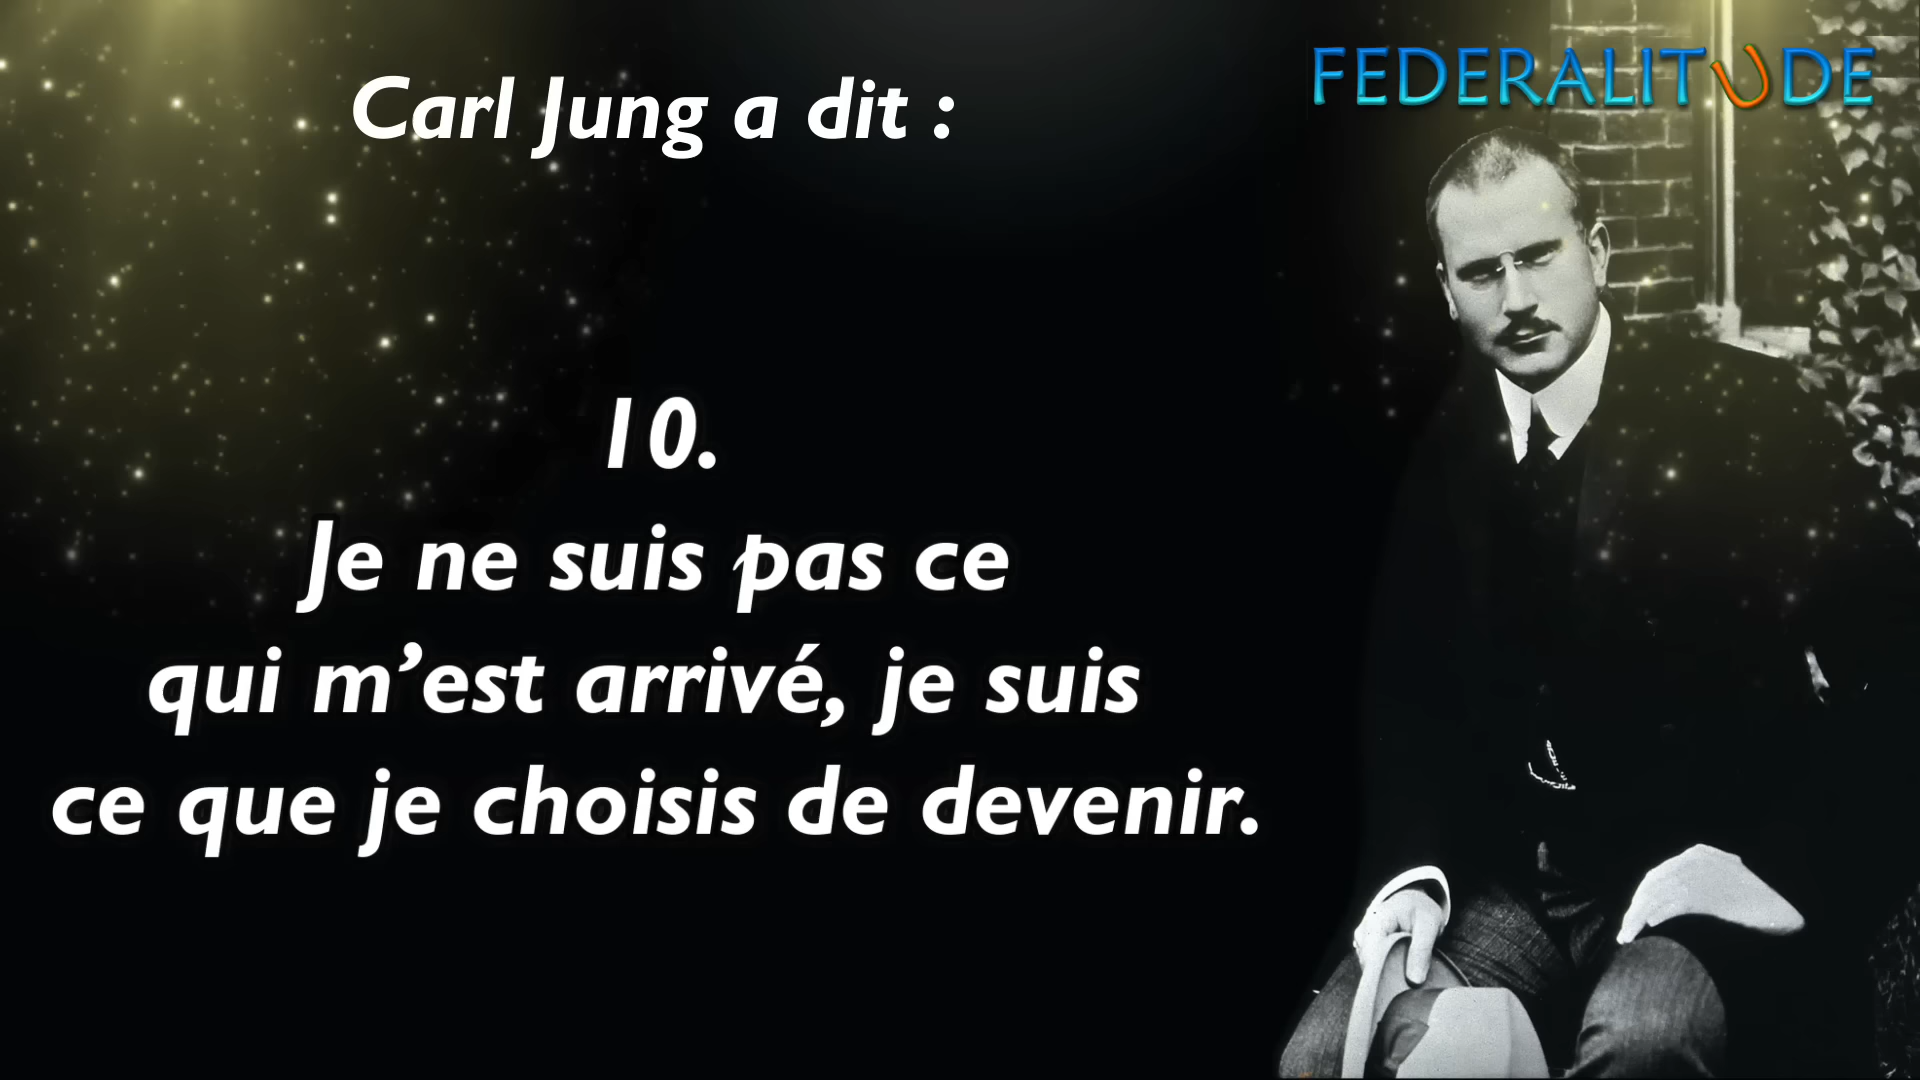 Carl Jung a dit :
FEDERALITUDE
10.
Je ne suis pas ce
qui m’est arrivé, je suis
ce que je choisis de devenir.